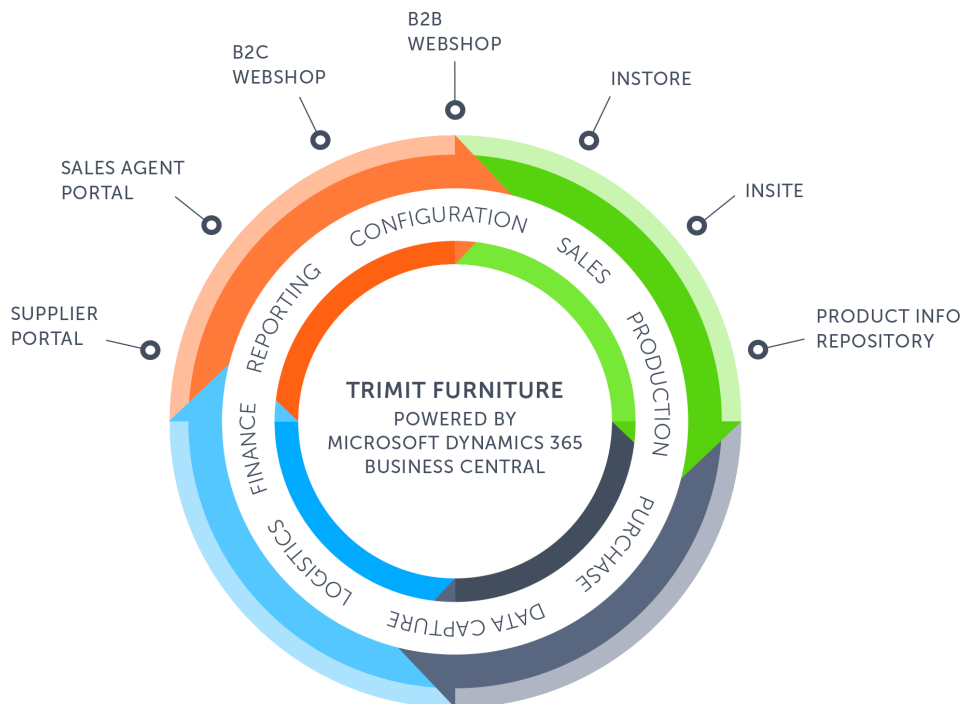 B2B
WEBSHOP
B2C
WEBSHOP
INSTORE
SALES AGENT
PORTAL
INSITE
SUPPLIER
PORTAL
PRODUCT INFO
REPOSITORY
CONFIGURATION
SALES
PRODUCTION
PURCHASE
DATA CAPTURE
LOGISTICS
FINANCE
REPORTING
TRIMIT FURNITURE
POWERED BY
MICROSOFT DYNAMICS 365
BUSINESS CENTRAL